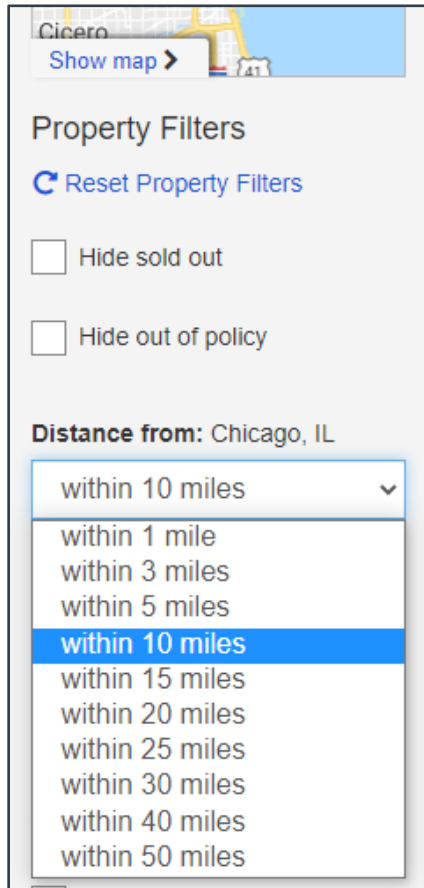 Cicero
Show map
41
Property Filters
Reset Property Filters
Hide sold out
Hide out of policy
Distance from: Chicago, IL
within 10 miles
within 1 mile
within 3 miles
within 5 miles
within 10 miles
within 15 miles
within 20 miles
within 25 miles
within 30 miles
within 40 miles
within 50 miles